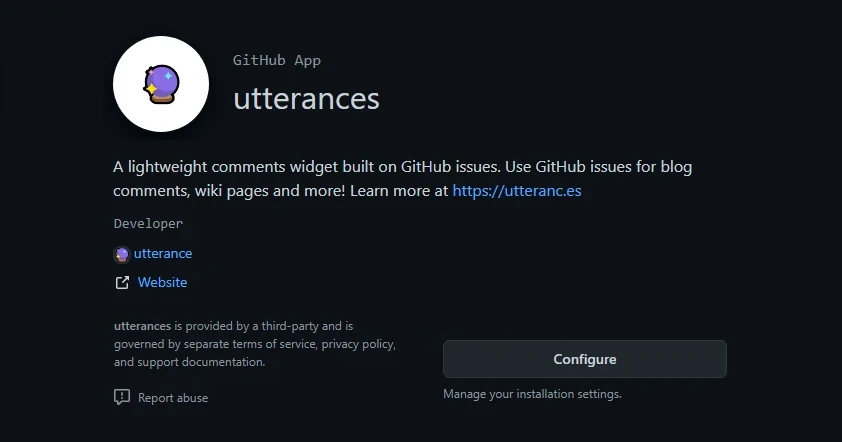 GitHub App
utterances
A lightweight comments widget built on GitHub issues. Use GitHub issues for blog
comments, wiki pages and more! Learn more at https://utteranc.es
Developer
utterance
Website
utterances is provided by a third-party and is
governed by separate terms of service, privacy policy,
and support documentation.
Report abuse
Configure
Manage your installation settings.